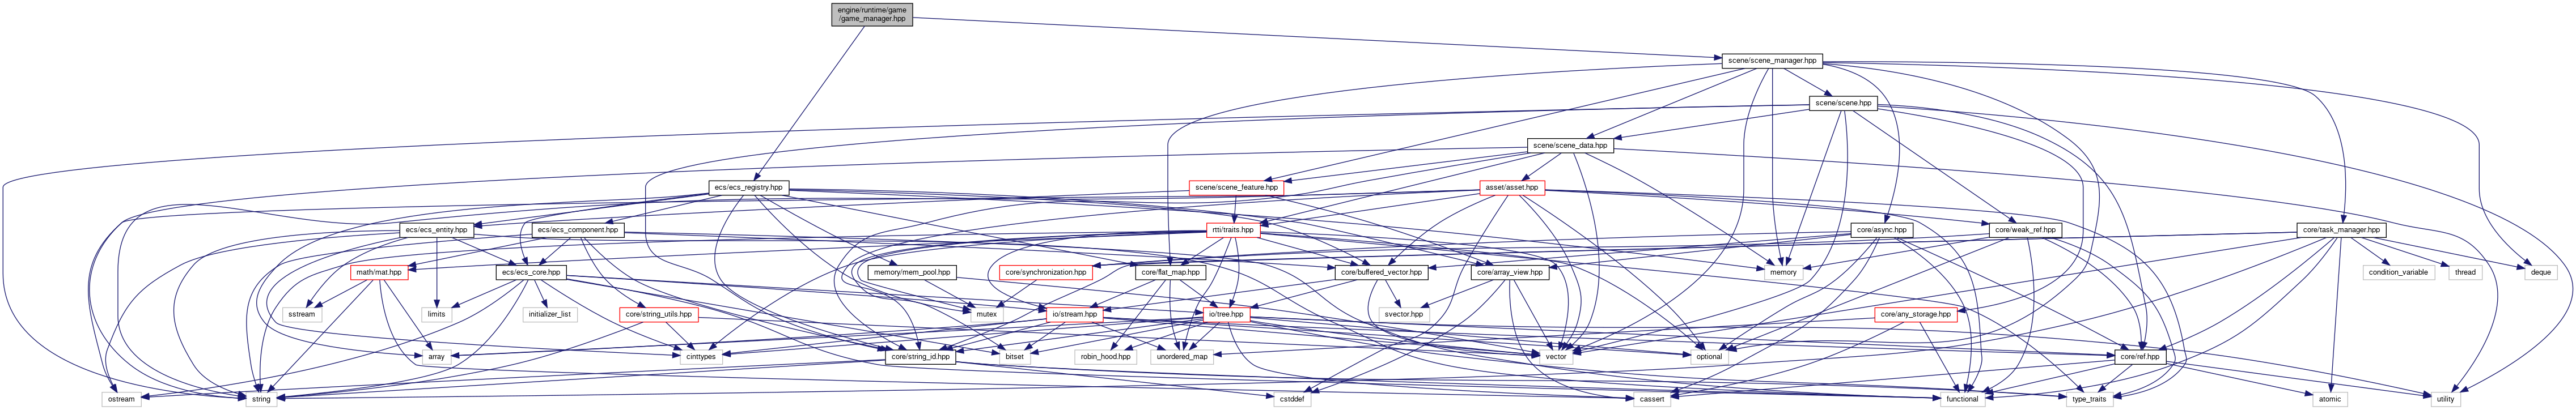 engine/runtime/game
/game_manager.hpp
scene/scene_manager.hpp
scene/scene.hpp
scene/scene_data.hpp
ecs/ecs_registry.hpp
scene/scene_feature.hpp
asset/asset.hpp
ecs/ecs_entity.hpp
ecs/ecs_component.hpp
rtti/traits.hpp
core/async.hpp
core/weak_ref.hpp
core/task_manager.hpp
math/mat.hpp
ecs/ecs_core.hpp
memory/mem_pool.hpp
core/synchronization.hpp
core/flat_map.hpp
core/buffered_vector.hpp
core/array_view.hpp
memory
condition_variable
thread
deque
sstream
limits
initializer_list
core/string_utils.hpp
mutex
io/stream.hpp
io/tree.hpp
svector.hpp
core/any_storage.hpp
array
cinttypes
core/string_id.hpp
bitset
robin_hood.hpp
unordered_map
vector
optional
core/ref.hpp
ostream
string
cstddef
cassert
functional
type_traits
atomic
utility